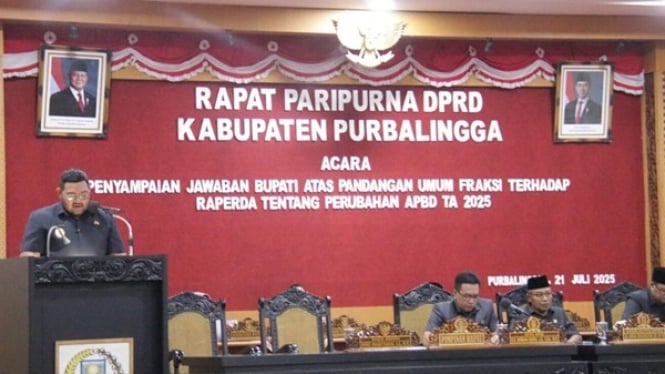 RAPAT PARIPURNA DPRD
KABUPATEN PURBALINGGA
ACARA
PENYAMPAIAN JAWABAN BUPATI ATAS PANDANGAN UMUM FRAKSI TERHADAP
RAPERDA TENTANG PERUBAHAN APBD TA 2025
21 JULI 2025